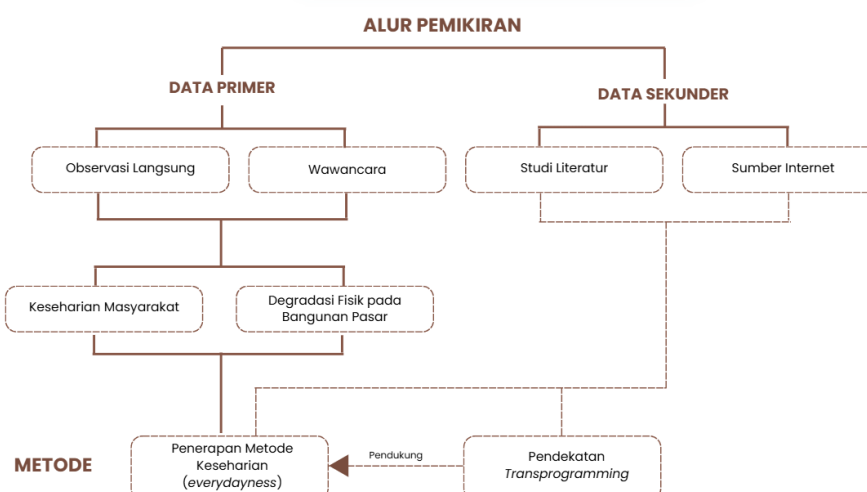 ALUR PEMIKIRAN
DATA PRIMER
DATA SEKUNDER
Observasi Langsung
Wawancara
Studi Literatur
Sumber Internet
Keseharian Masyarakat
Degradasi Fisik pada
Bangunan Pasar
METODE
Penerapan Metode
Keseharian
(everydayness)
Pendukung
Pendekatan
Transprogramming